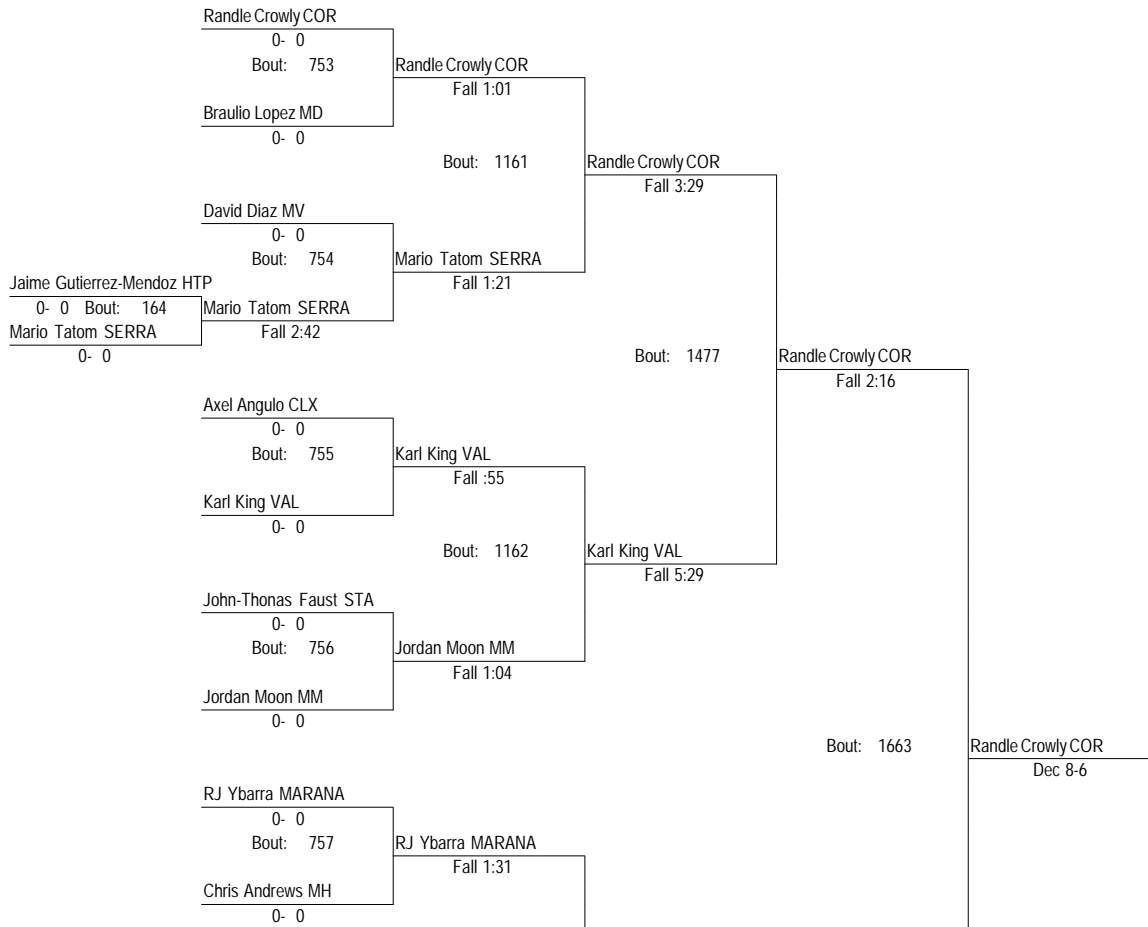 Randle Crowly COR
0- 0
Bout: 753
Randle Crowly COR
Fall 1:01
Braulio Lopez MD
0- 0
Bout: 1161
Randle Crowly COR
Fall 3:29
David Diaz MV
0- 0
Bout: 754
Mario Tatom SERRA
Fall 1:21
Jaime Gutierrez-Mendoz HTP
0- 0 Bout: 164
Mario Tatom SERRA
Fall 2:42
Mario Tatom SERRA
0- 0
Bout: 1477
Randle Crowly COR
Fall 2:16
Axel Angulo CLX
0- 0
Bout: 755
Karl King VAL
Fall :55
Karl King VAL
0- 0
Bout: 1162
Karl King VAL
Fall 5:29
John-Thonas Faust STA
0- 0
Bout: 756
Jordan Moon MM
Fall 1:04
Jordan Moon MM
0- 0
Bout: 1663
Randle Crowly COR
Dec 8-6
RJ Ybarra MARANA
0- 0
Bout: 757
RJ Ybarra MARANA
Fall 1:31
Chris Andrews MH
0- 0